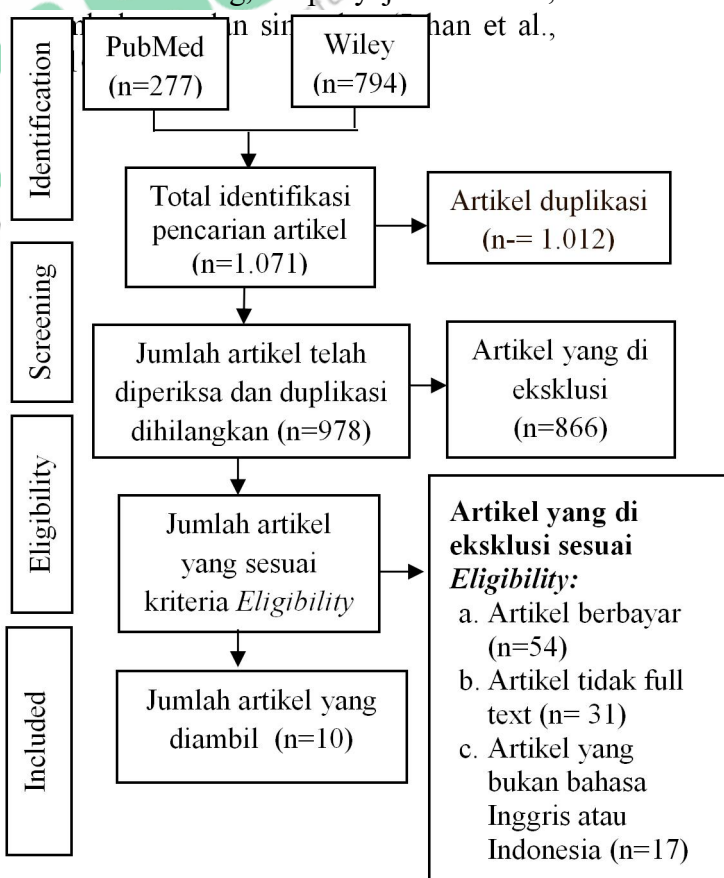 han et al.,
Identification
PubMed
(n=277)
Wiley
(n=794)
Total identifikasi
pencarian artikel
(n=1.071)
Artikel duplikasi
(n-= 1.012)
Screening
Jumlah artikel telah
diperiksa dan duplikasi
dihilangkan (n=978)
Artikel yang di
eksklusi
(n=866)
Eligibility
Jumlah artikel
yang sesuai
kriteria Eligibility
Artikel yang di
eksklusi sesuai
Eligibility:
a. Artikel berbayar
(n=54)
b. Artikel tidak full
text (n= 31)
c. Artikel yang
bukan bahasa
Inggris atau
Indonesia (n=17)
Included
Jumlah artikel yang
diambil (n=10)